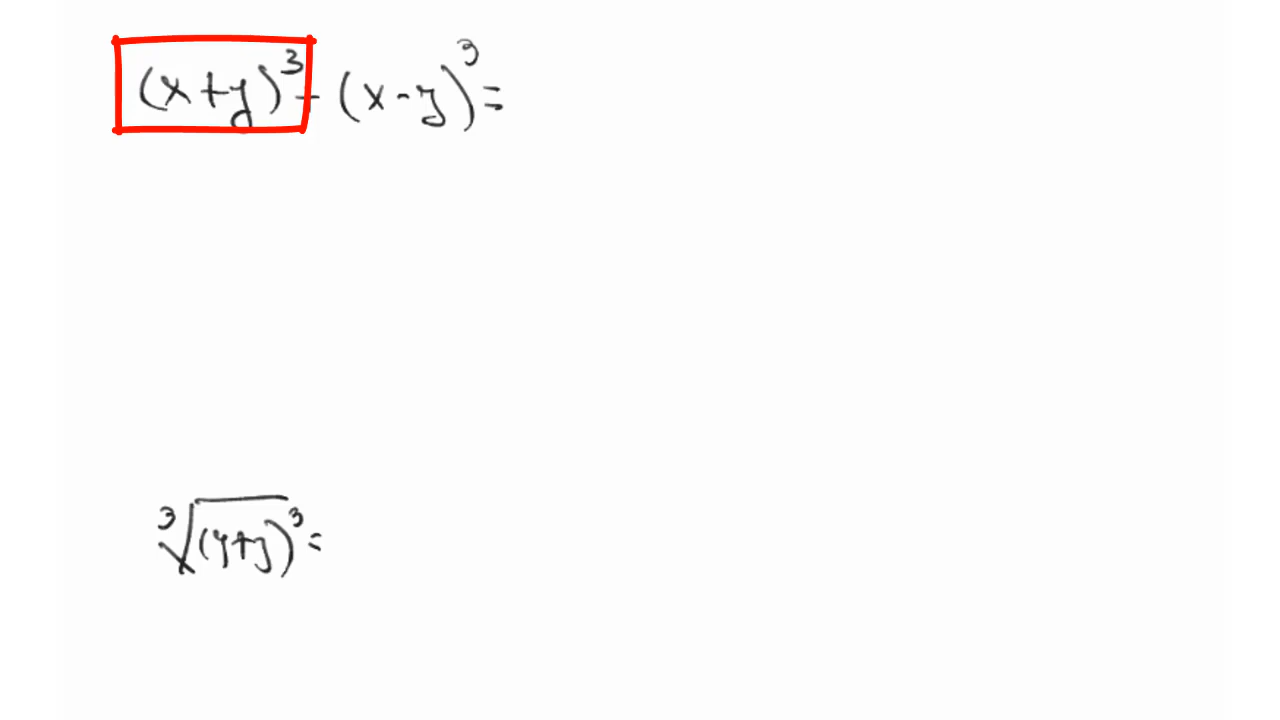 (x+y)³ - (x-y)³ =
∛(y+y)³ =